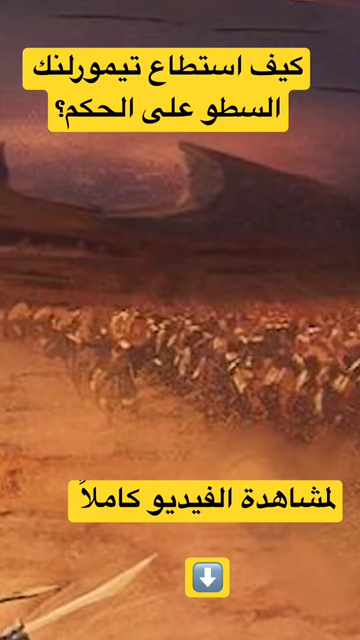 كيف استطاع تيمورلنك
السطو على الحكم؟
لمشاهدة الفيديو كاملاً
⬇️